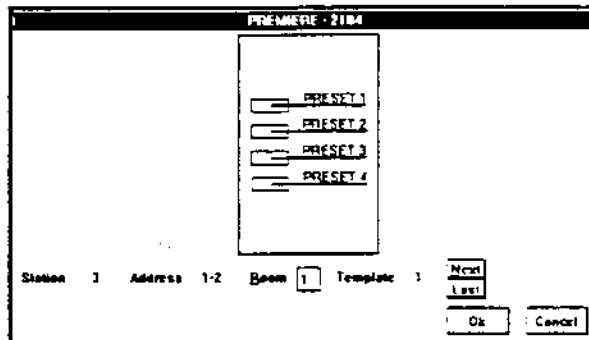 PREMIERE - 2104
PRESET 1
PRESET 2
PRESET 3
PRESET 4
Station 3 Address 1-2 Room 1 Template 1 Next
Last
Ok Cancel